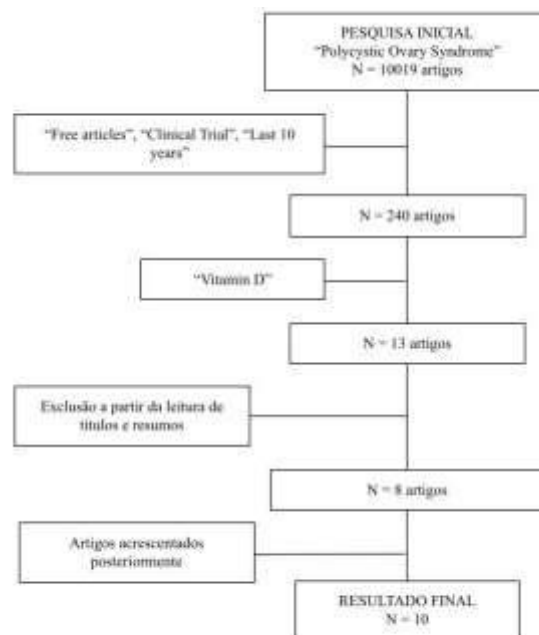 PESQUISA INICIAL
“Polycystic Ovary Syndrome”
N = 10019 artigos
“Free articles”, “Clinical Trial”, “Last 10
years”
N = 240 artigos
“Vitamin D”
N = 13 artigos
Exclusão a partir da leitura de
títulos e resumos
N = 8 artigos
Artigos acrescentados
posteriormente
RESULTADO FINAL
N = 10